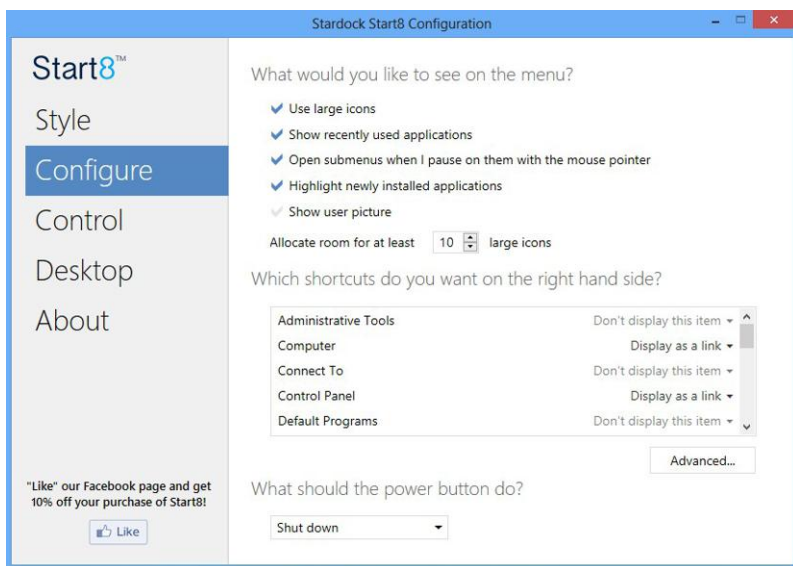 Stardock Start8 Configuration
Start8™
Style
Configure
Control
Desktop
About
"Like" our Facebook page and get
10% off your purchase of Start8!
Like
What would you like to see on the menu?
Use large icons
Show recently used applications
Open submenus when I pause on them with the mouse pointer
Highlight newly installed applications
Show user picture
Allocate room for at least 10 large icons
Which shortcuts do you want on the right hand side?
Administrative Tools Don't display this item
Computer Display as a link
Connect To Don't display this item
Control Panel Display as a link
Default Programs Don't display this item
Advanced...
What should the power button do?
Shut down